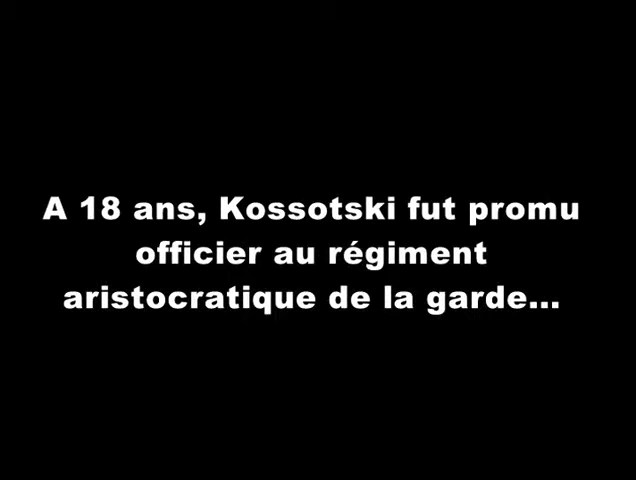 A 18 ans, Kossotski fut promu
officier au régiment
aristocratique de la garde...